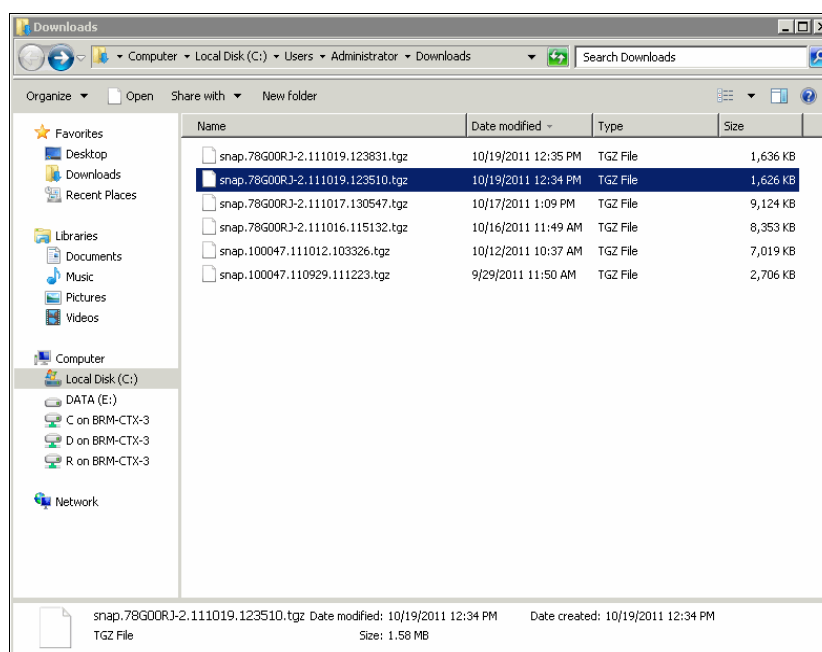 Downloads
Computer Local Disk (C:) Users Administrator Downloads Search Downloads
Organize Open Share with New folder
Favorites
Desktop
Downloads
Recent Places
Libraries
Documents
Music
Pictures
Videos
Computer
Local Disk (C:)
DATA (E:)
C on BRM-CTX-3
D on BRM-CTX-3
R on BRM-CTX-3
Network
Name Date modified Type Size
snap.78G00RJ-2.111019.123831.tgz 10/19/2011 12:35 PM TGZ File 1,636 KB
snap.78G00RJ-2.111019.123510.tgz 10/19/2011 12:34 PM TGZ File 1,626 KB
snap.78G00RJ-2.111017.130547.tgz 10/17/2011 1:09 PM TGZ File 9,124 KB
snap.78G00RJ-2.111016.115132.tgz 10/16/2011 11:49 AM TGZ File 8,353 KB
snap.100047.111012.103326.tgz 10/12/2011 10:37 AM TGZ File 7,019 KB
snap.100047.110929.111223.tgz 9/29/2011 11:50 AM TGZ File 2,706 KB
snap.78G00RJ-2.111019.123510.tgz Date modified: 10/19/2011 12:34 PM Date created: 10/19/2011 12:34 PM
TGZ File Size: 1.58 MB